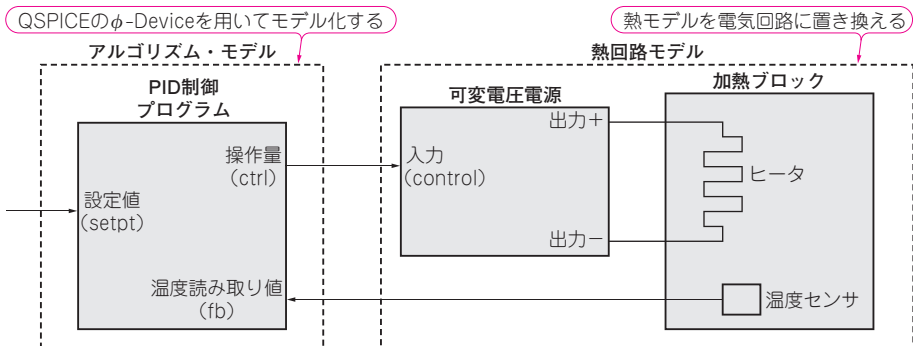 QSPICEのφ-Deviceを用いてモデル化する
熱モデルを電気回路に置き換える
アルゴリズム・モデル
熱回路モデル
PID制御
プログラム
操作量
(ctrl)
設定値
(setpt)
温度読み取り値
(fb)
可変電圧電源
出力＋
入力
(control)
出力－
加熱ブロック
ヒータ
温度センサ